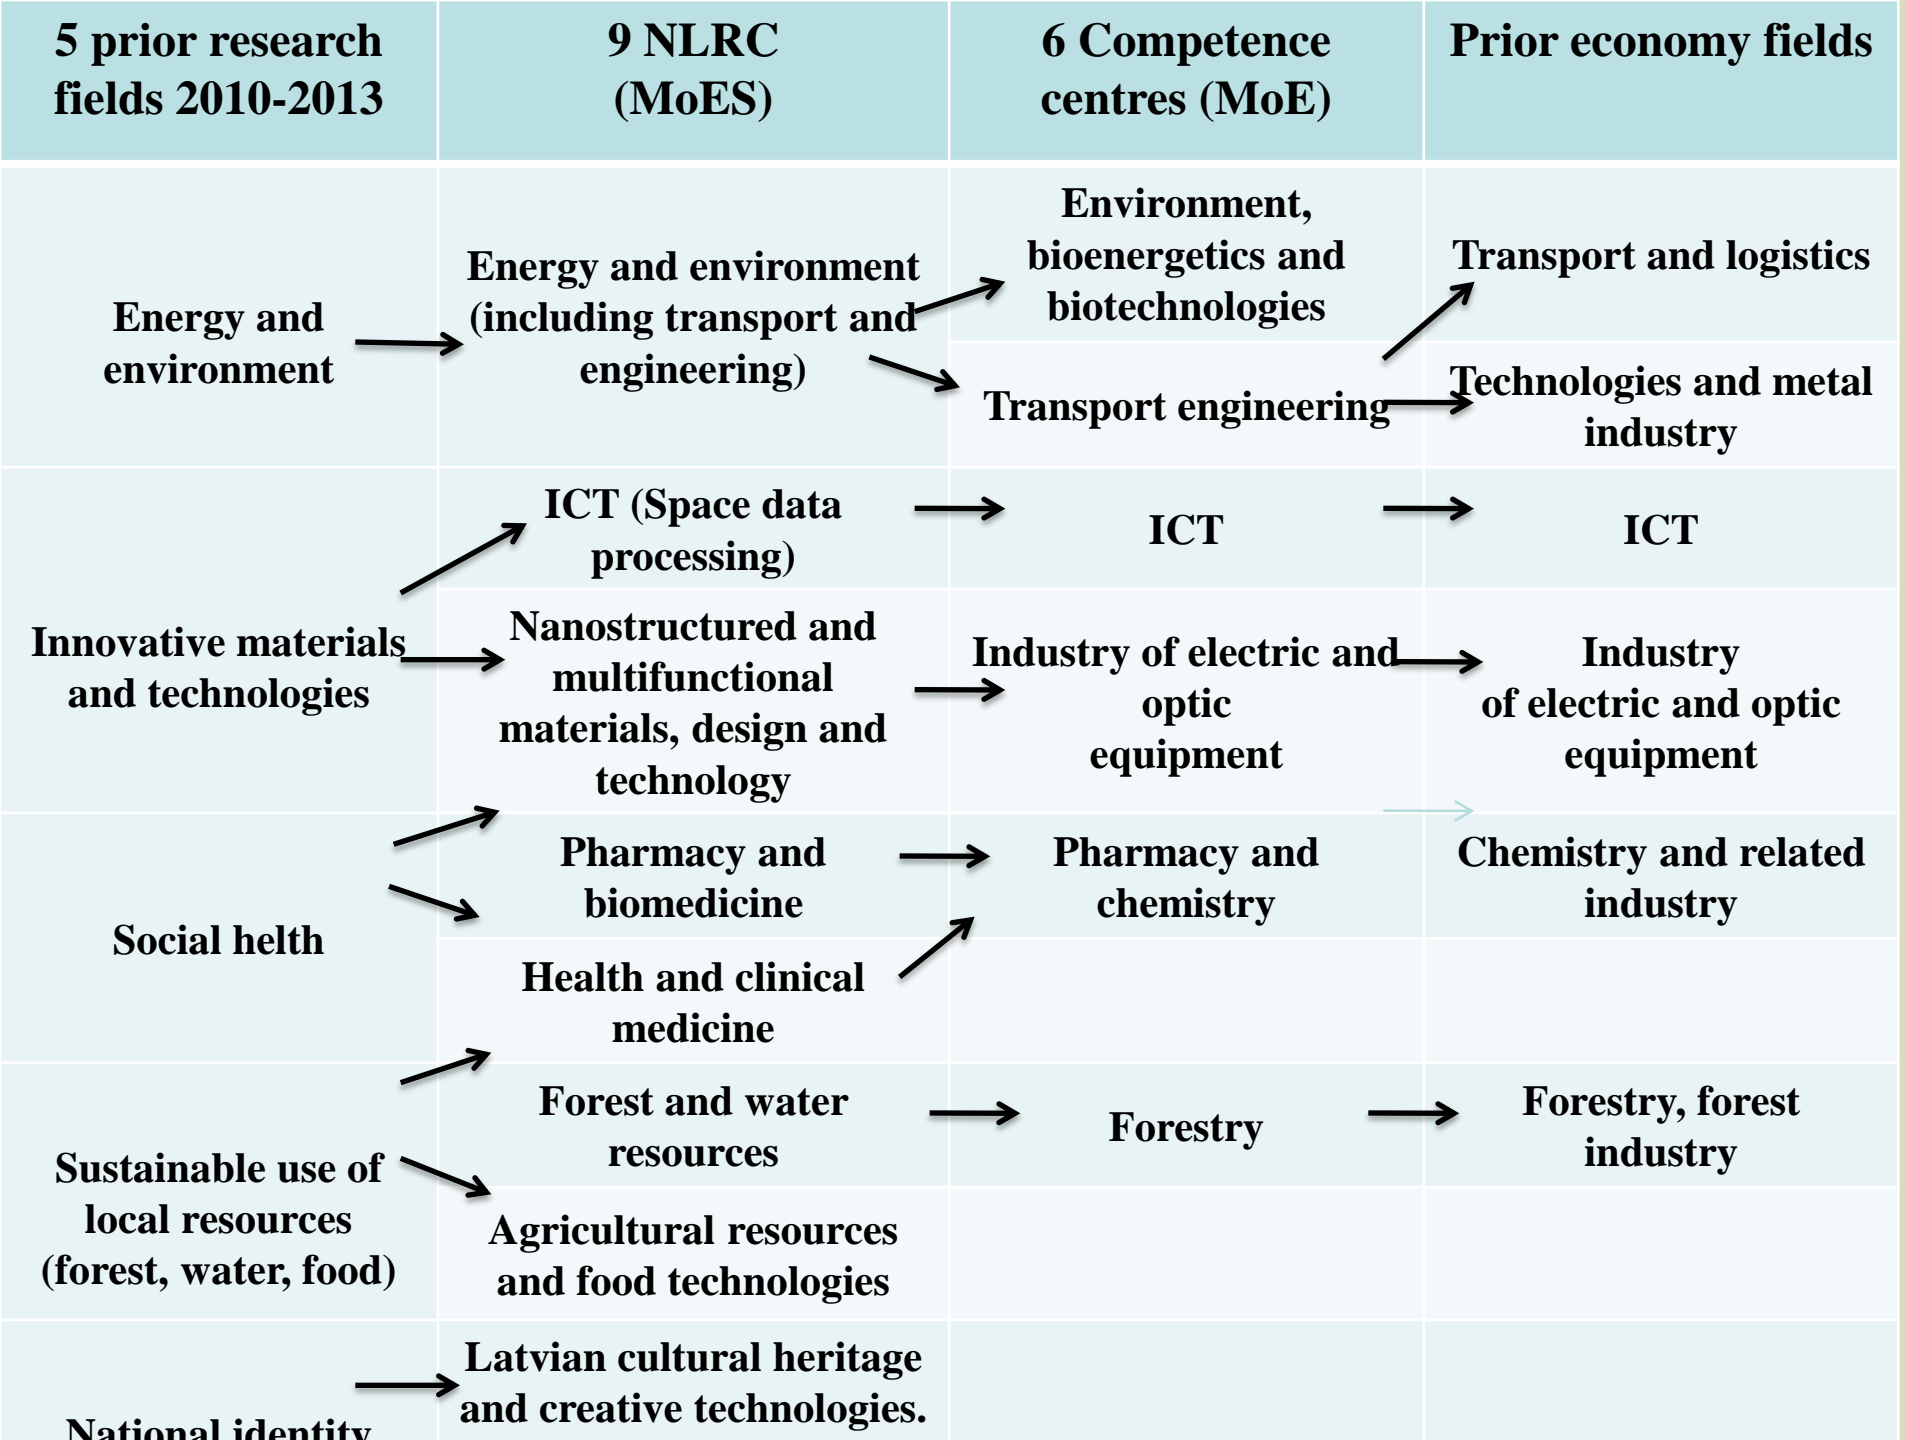 5 prior research
fields 2010-2013
9 NLRC
(MoES)
6 Competence
centres (MoE)
Prior economy fields
Energy and
environment
Energy and environment
(including transport and
engineering)
Environment,
bioenergetics and
biotechnologies
Transport and logistics
Transport engineering
Technologies and metal
industry
Innovative materials
and technologies
ICT (Space data
processing)
ICT
ICT
Nanostructured and
multifunctional
materials, design and
technology
Industry of electric and
optic
equipment
Industry
of electric and optic
equipment
Social helth
Pharmacy and
biomedicine
Pharmacy and
chemistry
Chemistry and related
industry
Health and clinical
medicine
Sustainable use of
local resources
(forest, water, food)
Forest and water
resources
Forestry
Forestry, forest
industry
Agricultural resources
and food technologies
National identity
Latvian cultural heritage
and creative technologies.